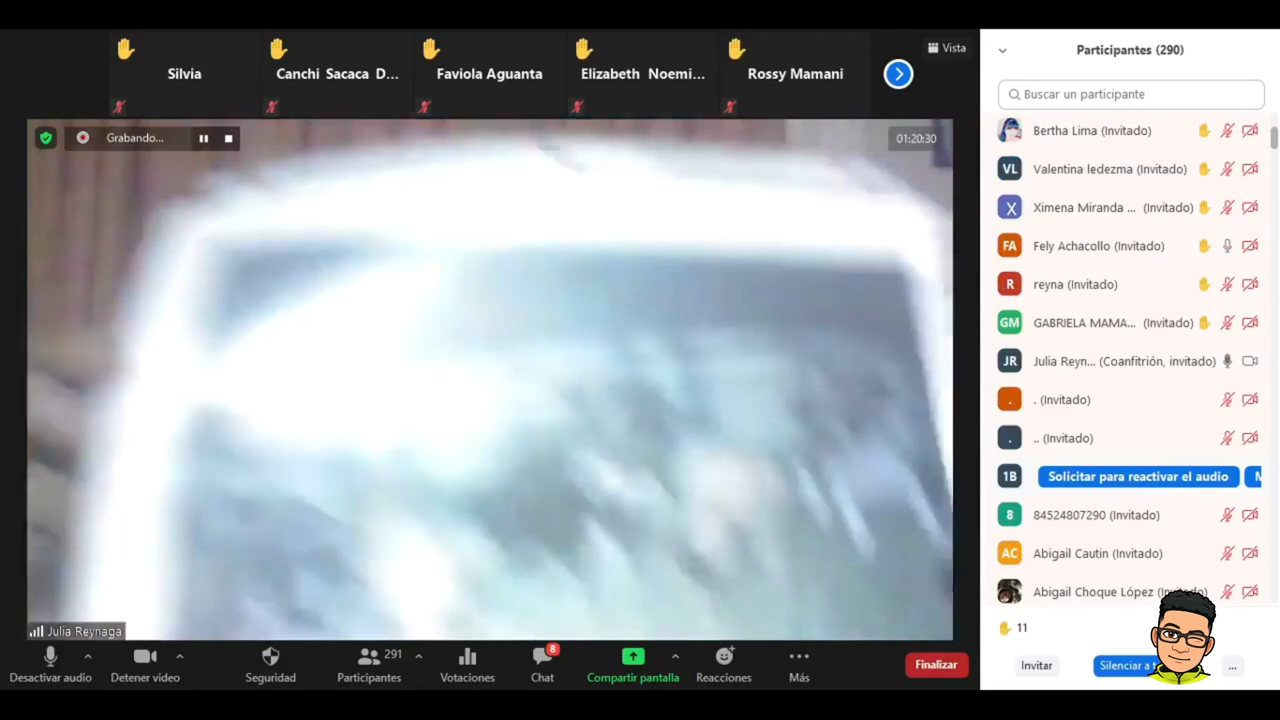 Silvia
Canchi Sacaca D...
Faviola Aguanta
Elizabeth Noemi...
Rossy Mamani
Vista
Grabando...
01:20:30
Julia Reynaga
Desactivar audio
Detener video
Seguridad
291
Participantes
Votaciones
8
Chat
Compartir pantalla
Reacciones
Más
Finalizar
Participantes (290)
Buscar un participante
Bertha Lima (Invitado)
VL Valentina ledezma (Invitado)
X Ximena Miranda ... (Invitado)
FA Fely Achacollo (Invitado)
R reyna (Invitado)
GM GABRIELA MAMA... (Invitado)
JR Julia Reyn... (Coanfitrión, invitado)
. . (Invitado)
. .. (Invitado)
1B Solicitar para reactivar el audio
8 84524807290 (Invitado)
AC Abigail Cautin (Invitado)
Abigail Choque López
11
Invitar
Silenciar a
...